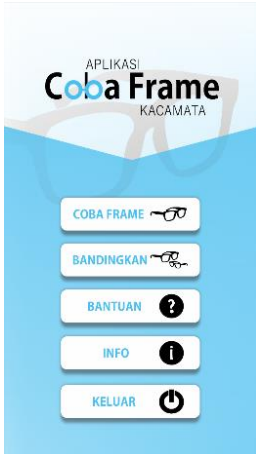 APLIKASI
Coba Frame
KACAMATA
COBA FRAME
BANDINGKAN
BANTUAN ?
INFO i
KELUAR